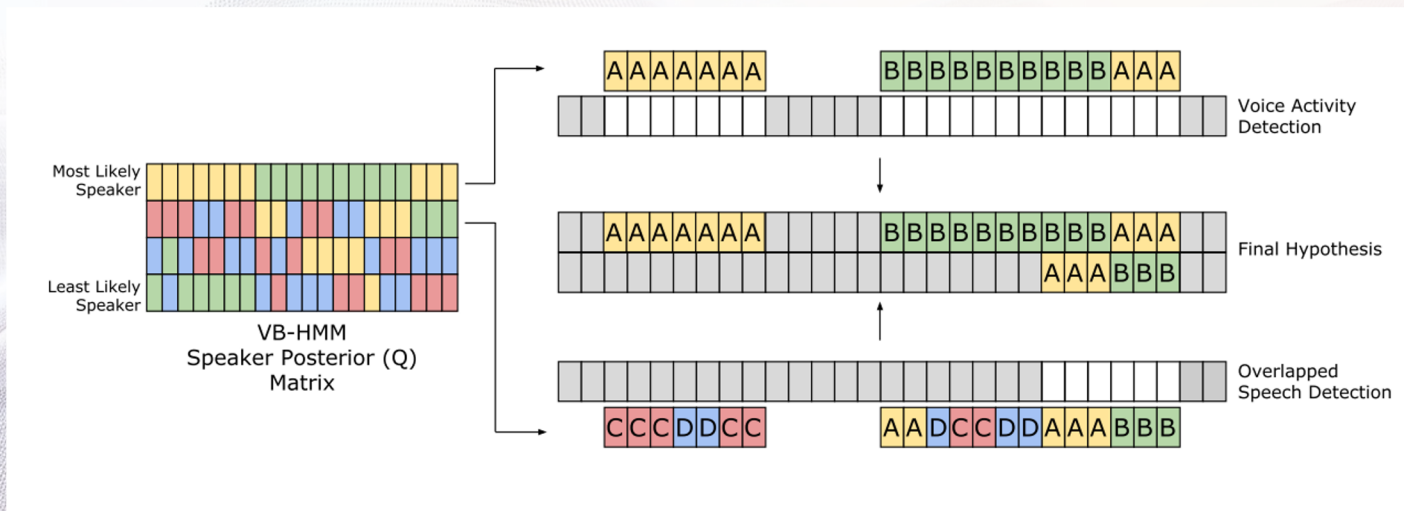 AAAAAAA BBBBBBBBBBAAA
Voice Activity
Detection
Most Likely
Speaker
AAAAAAA BBBBBBBBBBAAA
Final Hypothesis
AAABBB
Least Likely
Speaker
VB-HMM
Speaker Posterior (Q)
Matrix
Overlapped
Speech Detection
CCCDDCC AADCCDDAAABBB